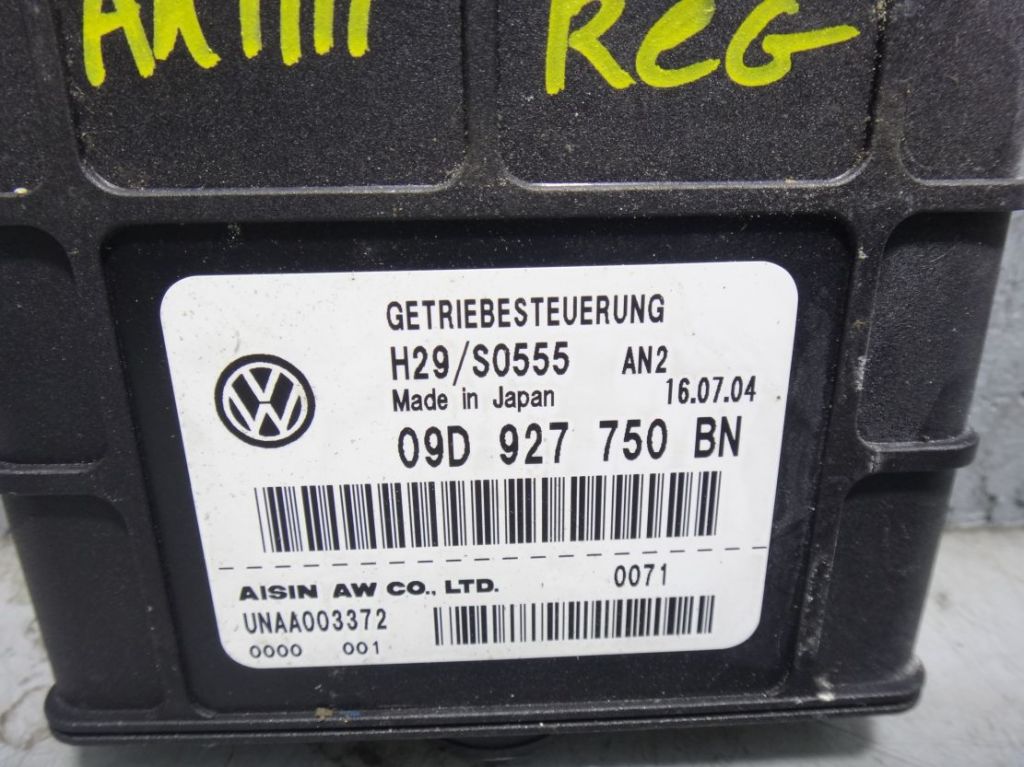 RCG
GETRIEBESTEUERUNG
H29/S0555 AN2
Made in Japan 16.07.04
09D 927 750 BN
AISIN AW CO., LTD. 0071
UNAA003372
0000 001